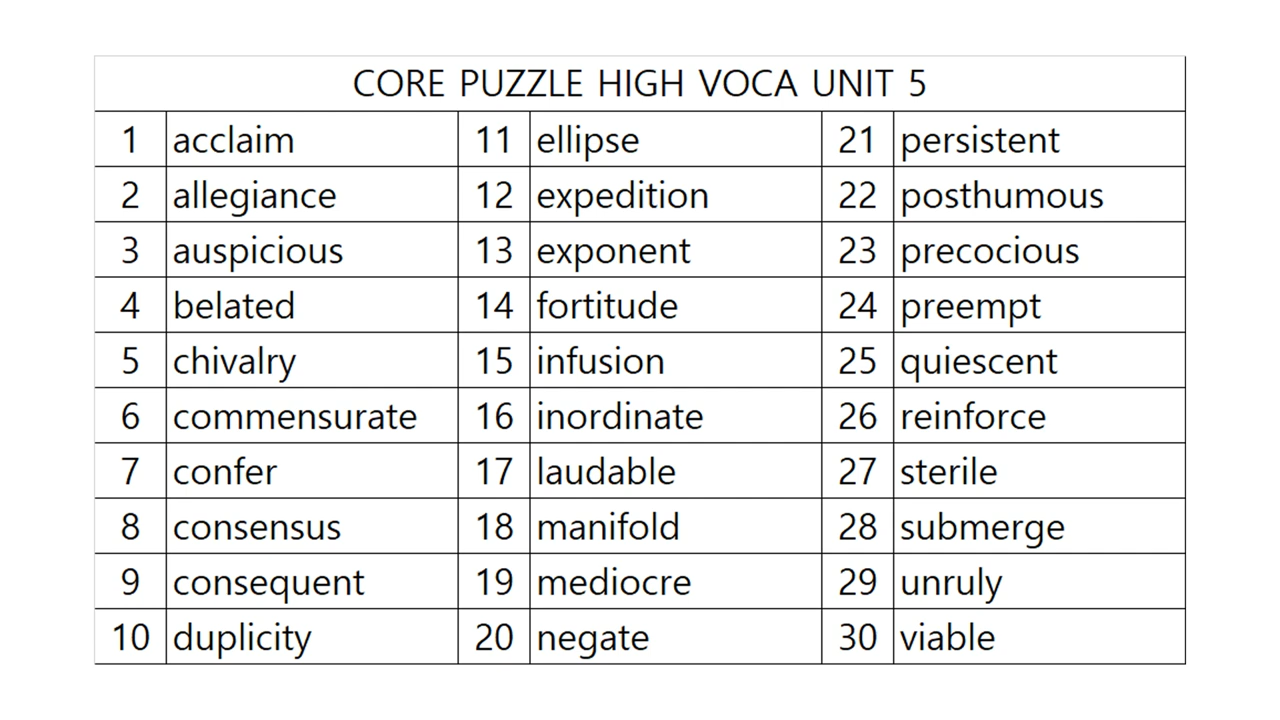 CORE PUZZLE HIGH VOCA UNIT 5
1 acclaim 11 ellipse 21 persistent
2 allegiance 12 expedition 22 posthumous
3 auspicious 13 exponent 23 precocious
4 belated 14 fortitude 24 preempt
5 chivalry 15 infusion 25 quiescent
6 commensurate 16 inordinate 26 reinforce
7 confer 17 laudable 27 sterile
8 consensus 18 manifold 28 submerge
9 consequent 19 mediocre 29 unruly
10 duplicity 20 negate 30 viable